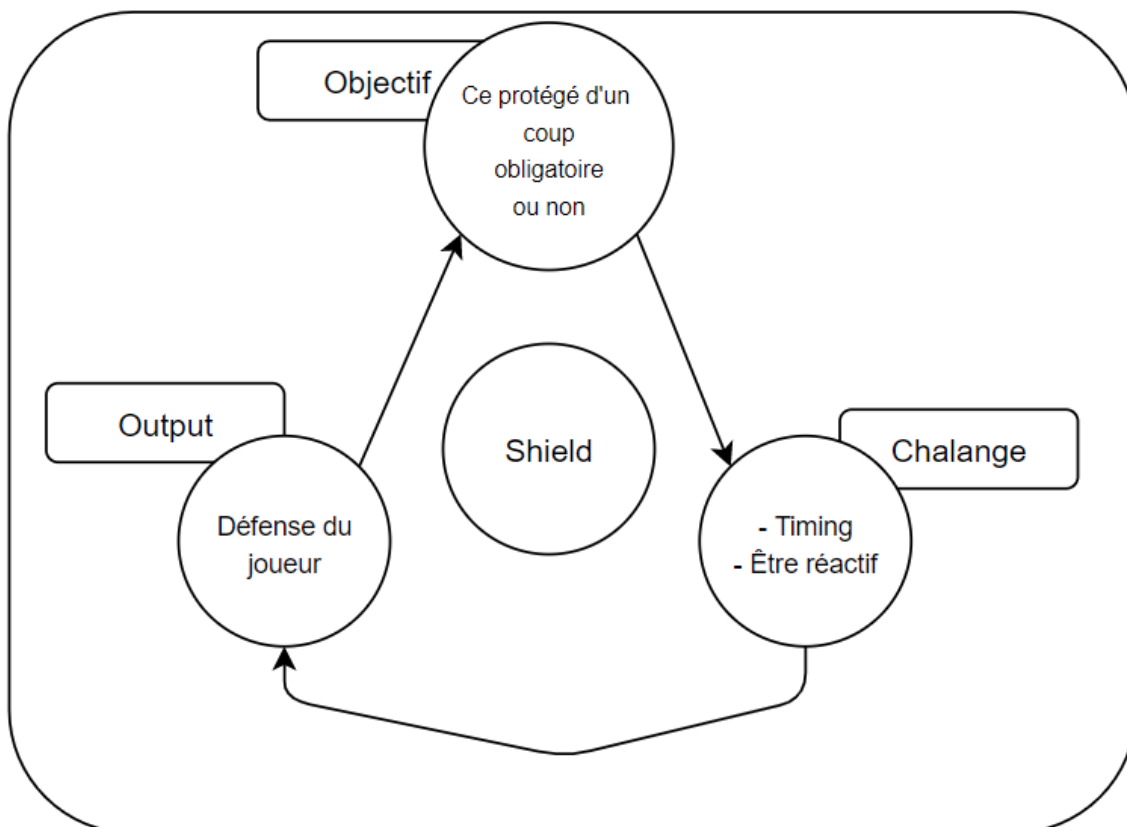 Objectif
Ce protégé d'un
coup
obligatoire
ou non
Output
Défense du
joueur
Shield
Chalange
- Timing
- Être réactif